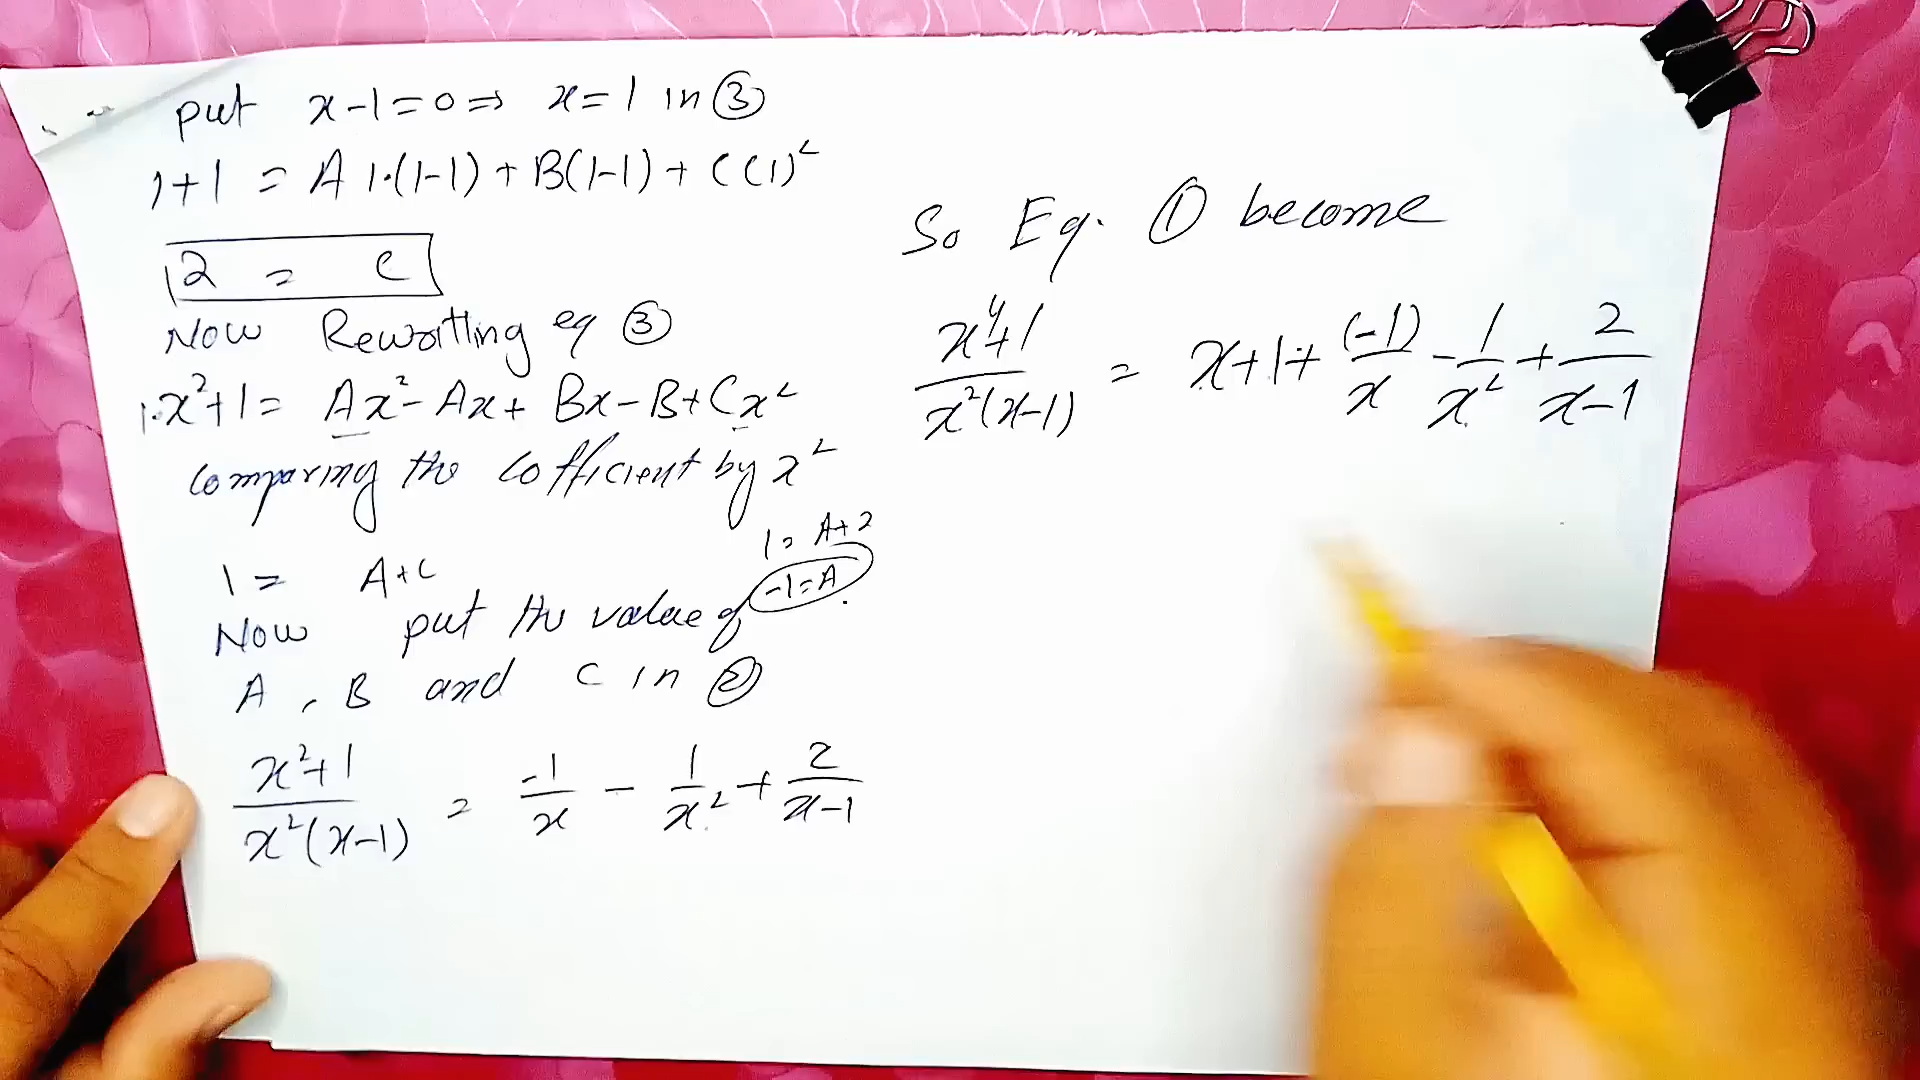 put x-1=0⇒ x=1 in ③
1+1 = A 1·(1-1) + B(1-1) + C(1)²
2 = C
Now Rewritting eq ③
1·x²+1= Ax²-Ax+ Bx-B+Cx²
comparing the cofficient by x²
1= A+2
1= A+C
-1=A
Now put the value of
A, B and C in ②
x²+1/x²(x-1) = -1/x - 1/x² + 2/x-1
So Eq. ① become
x⁴+1/x²(x-1) = x+1+ (-1)/x - 1/x² + 2/x-1